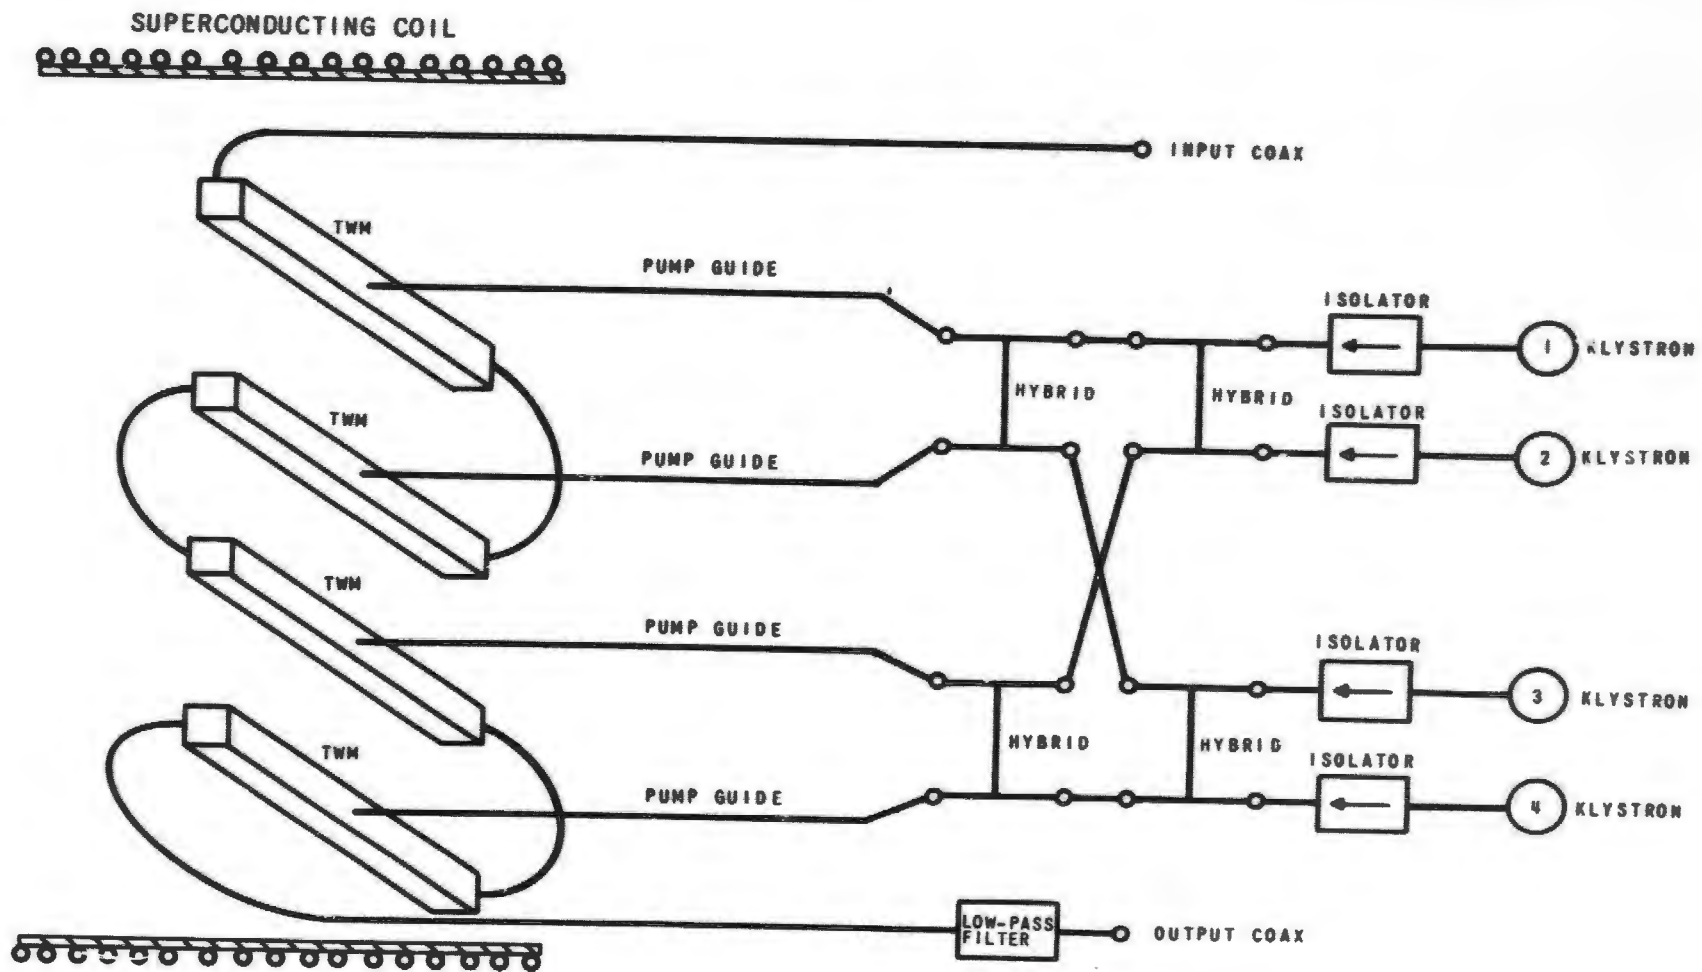 SUPERCONDUCTING COIL
INPUT COAX
TWM
PUMP GUIDE
ISOLATOR
1 KLYSTRON
HYBRID
HYBRID
ISOLATOR
TWM
PUMP GUIDE
2 KLYSTRON
TWM
PUMP GUIDE
ISOLATOR
3 KLYSTRON
HYBRID
HYBRID
TWM
ISOLATOR
PUMP GUIDE
4 KLYSTRON
LOW-PASS
FILTER
OUTPUT COAX